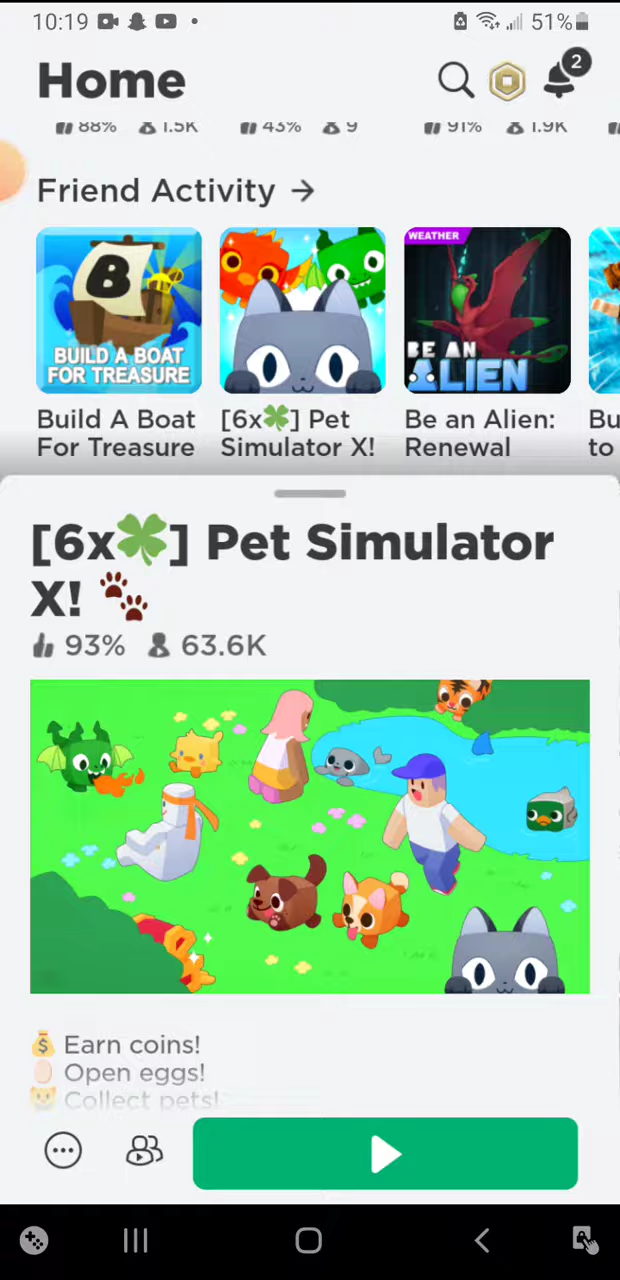 10:19
51%
Home
2
88% 1.5K 43% 9 91% 1.9K
Friend Activity →
B
BUILD A BOAT
FOR TREASURE
WEATHER
BE AN
ALIEN
Build A Boat
For Treasure
[6x🍀] Pet
Simulator X!
Be an Alien:
Renewal
Bu
to
[6x🍀] Pet Simulator
X! 🐾
93% 63.6K
💰 Earn coins!
🥚 Open eggs!
😺 Collect pets!